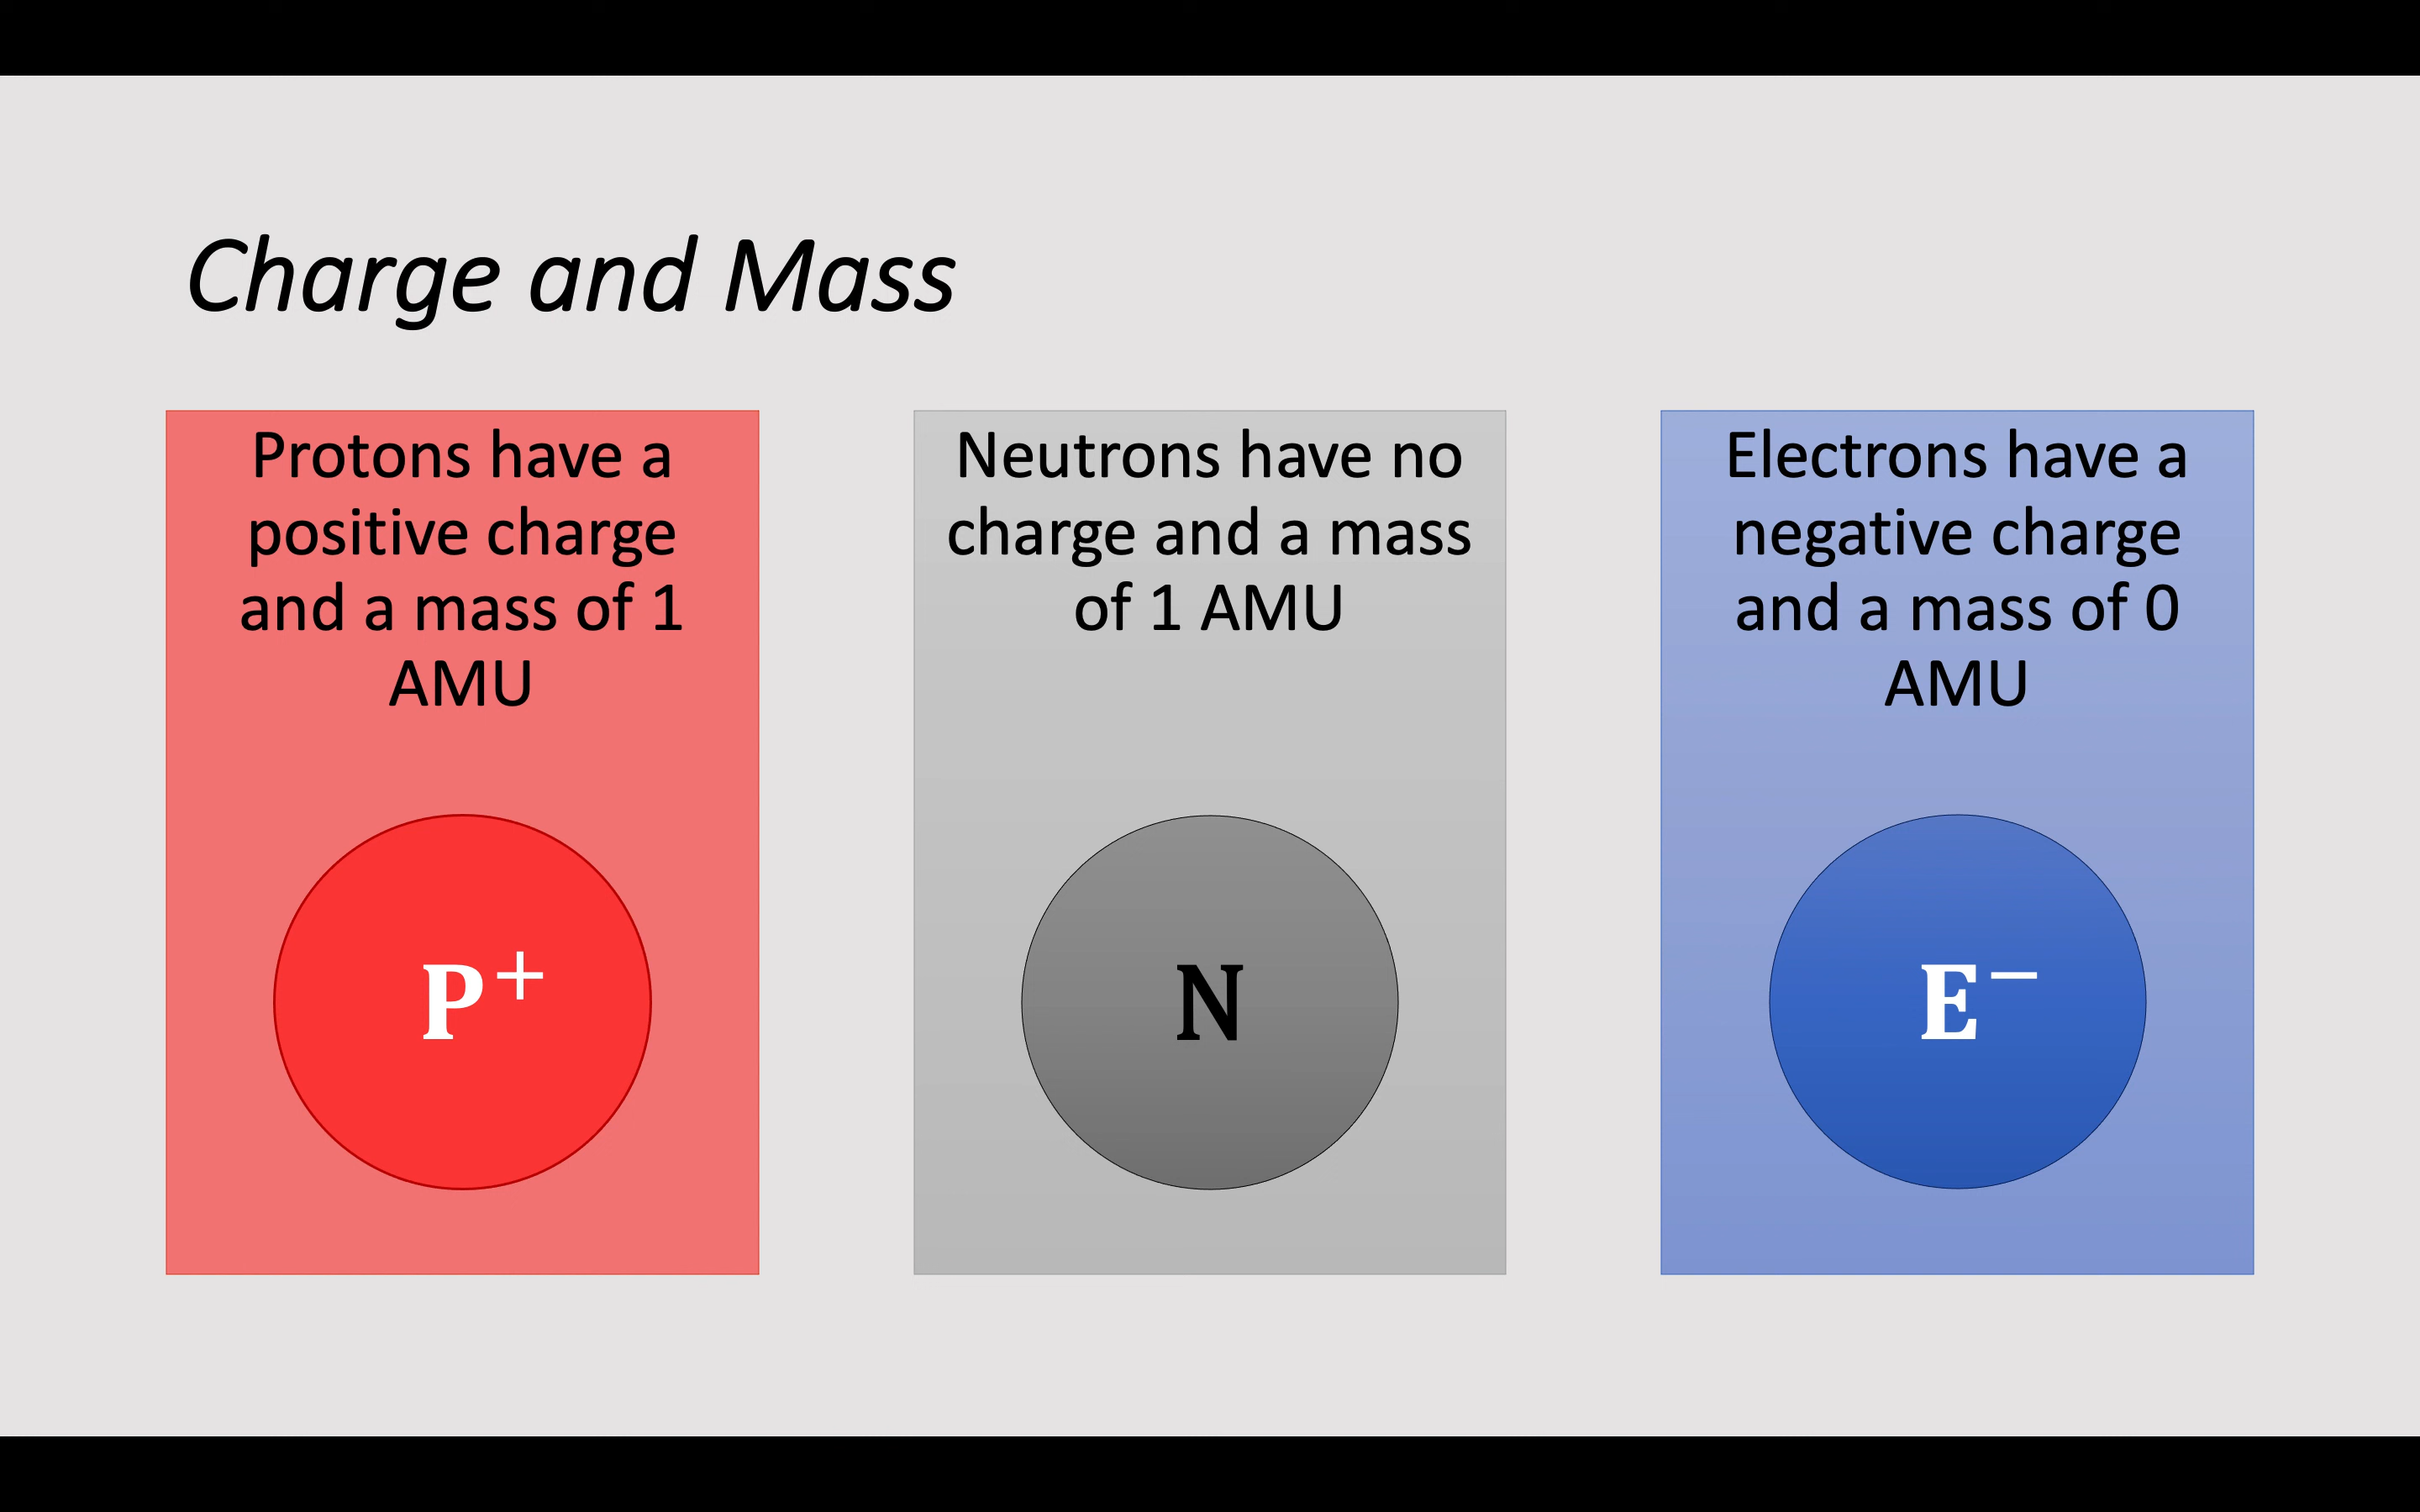 Charge and Mass
Protons have a
positive charge
and a mass of 1
AMU
P+
Neutrons have no
charge and a mass
of 1 AMU
N
Electrons have a
negative charge
and a mass of 0
AMU
E−